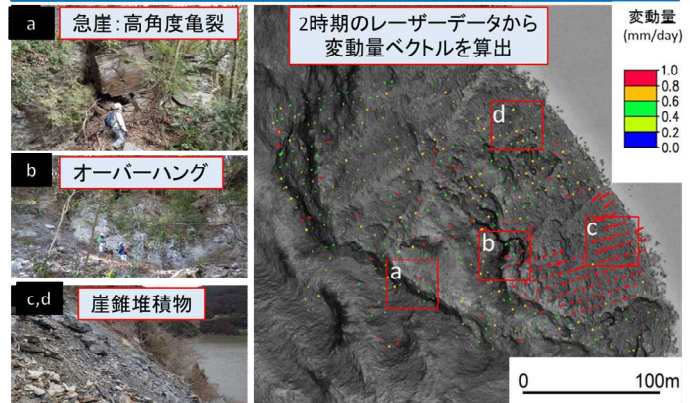 a
急崖：高角度亀裂
b
オーバーハング
c,d
崖錐堆積物
2時期のレーザーデータから
変動量ベクトルを算出
変動量
(mm/day)
1.0
0.8
0.6
0.4
0.2
0.0
d
c
b
a
0 100m